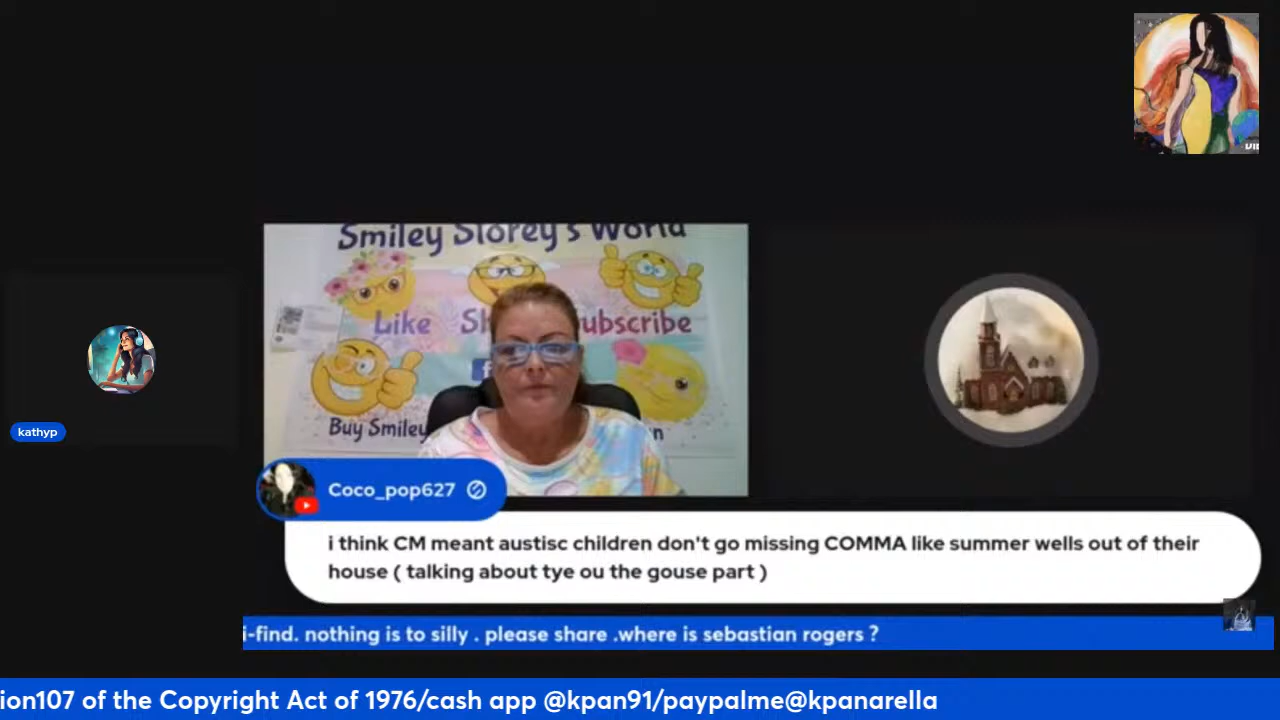 Smiley Storey's World
Like Sh ubscribe
Buy Smiley n
kathyp
Coco_pop627
i think CM meant autisc children don't go missing COMMA like summer wells out of their
house ( talking about tye ou the gouse part )
i-find. nothing is to silly . please share .where is sebastian rogers ?
ion107 of the Copyright Act of 1976/cash app @kpan91/paypalme@kpanarella